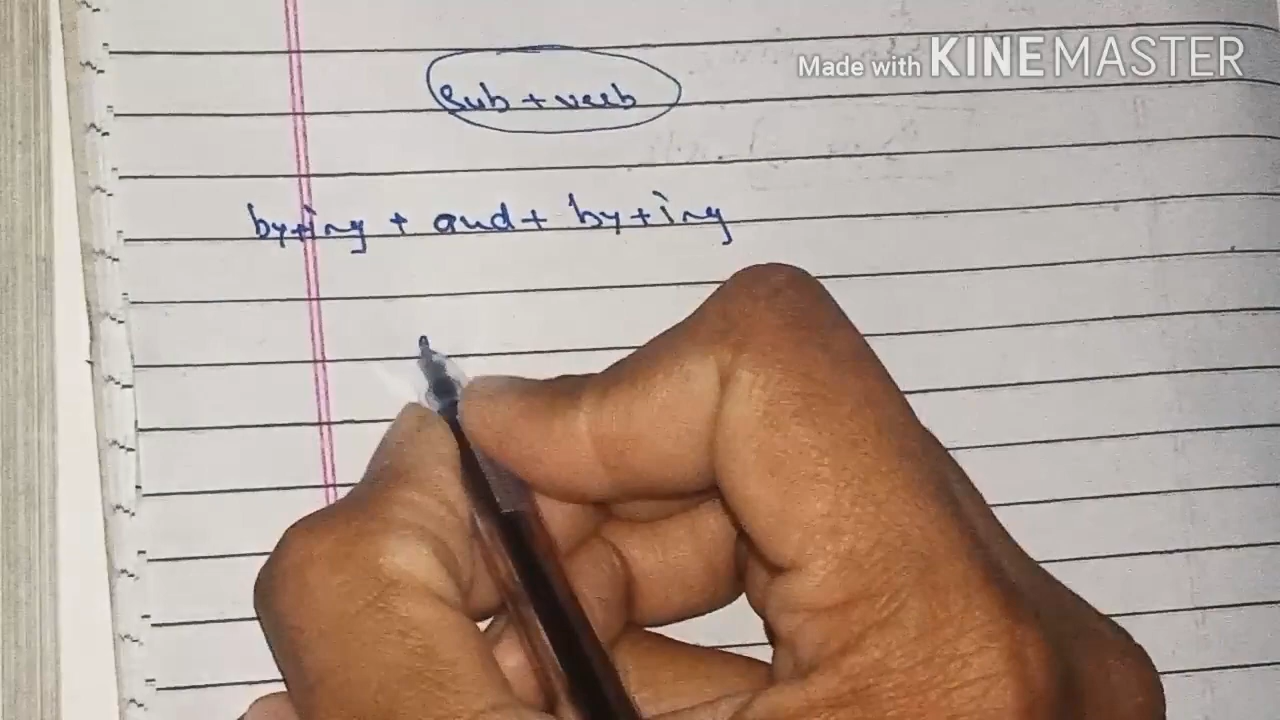 Made with KINEMASTER
Sub + verb
by+ing + and + by+ing